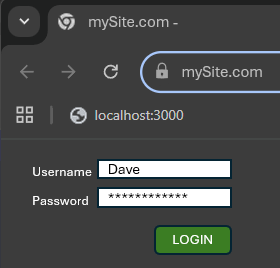 mySite.com -
mySite.com
localhost:3000
Username Dave
Password ************
LOGIN